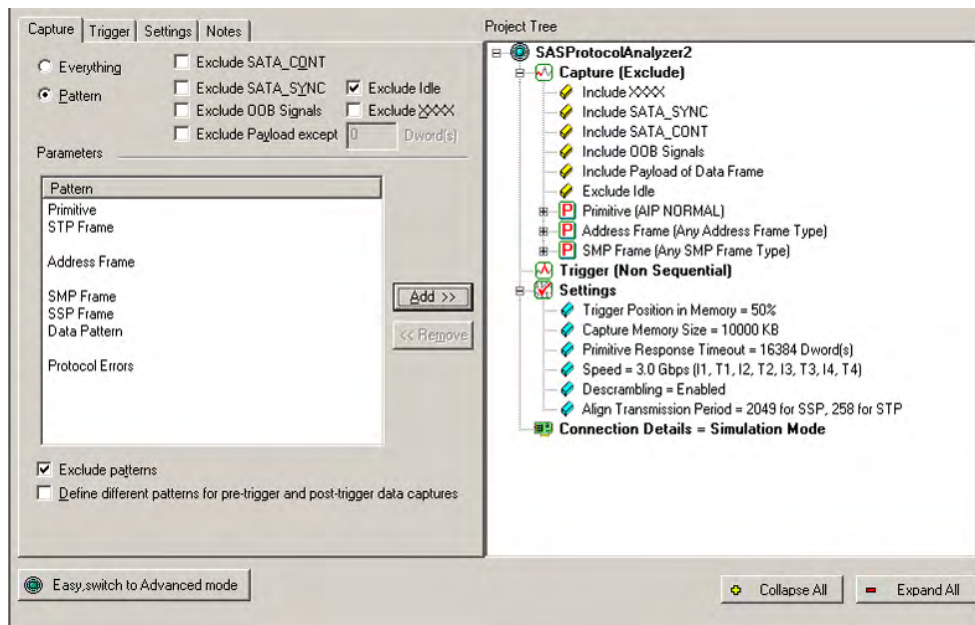 Capture Trigger Settings Notes
Everything
Pattern
Exclude SATA_CONT
Exclude SATA_SYNC
Exclude Idle
Exclude OOB Signals
Exclude XXXX
Exclude Payload except 0 Dword(s)
Parameters
Pattern
Primitive
STP Frame
Address Frame
SMP Frame
SSP Frame
Data Pattern
Protocol Errors
Add >>
<< Remove
Exclude patterns
Define different patterns for pre-trigger and post-trigger data captures
Easy,switch to Advanced mode
Project Tree
SASProtocolAnalyzer2
Capture (Exclude)
Include XXXX
Include SATA_SYNC
Include SATA_CONT
Include OOB Signals
Include Payload of Data Frame
Exclude Idle
P Primitive (AIP NORMAL)
P Address Frame (Any Address Frame Type)
P SMP Frame (Any SMP Frame Type)
Trigger (Non Sequential)
Settings
Trigger Position in Memory = 50%
Capture Memory Size = 10000 KB
Primitive Response Timeout = 16384 Dword(s)
Speed = 3.0 Gbps (I1, T1, I2, T2, I3, T3, I4, T4)
Descrambling = Enabled
Align Transmission Period = 2049 for SSP, 258 for STP
Connection Details = Simulation Mode
Collapse All
Expand All